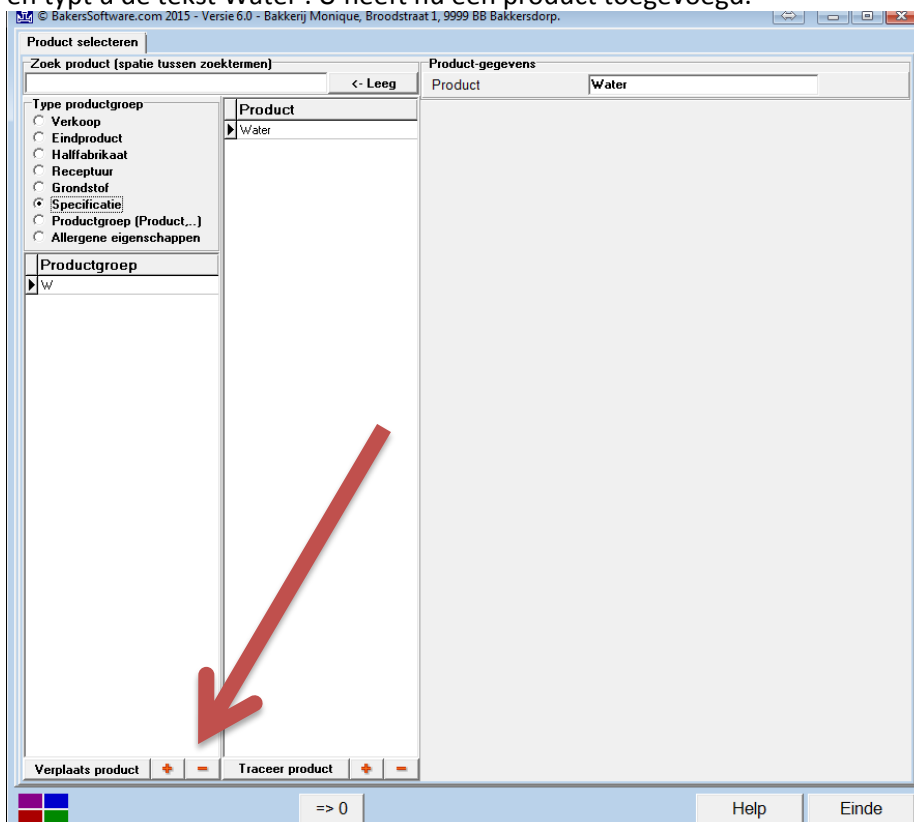 en typt u de tekst 'Water'. U heeft nu een product toegevoegd.
© BakersSoftware.com 2015 - Versie 6.0 - Bakkerij Monique, Broodstraat 1, 9999 BB Bakkersdorp.
Product selecteren
Zoek product (spatie tussen zoektermen)
<- Leeg
Product-gegevens
Product Water
Type productgroep
Verkoop
Eindproduct
Halffabrikaat
Receptuur
Grondstof
Specificatie
Productgroep (Product,..)
Allergene eigenschappen
Product
Water
Productgroep
W
Verplaats product + -
Traceer product + -
=> 0
Help
Einde